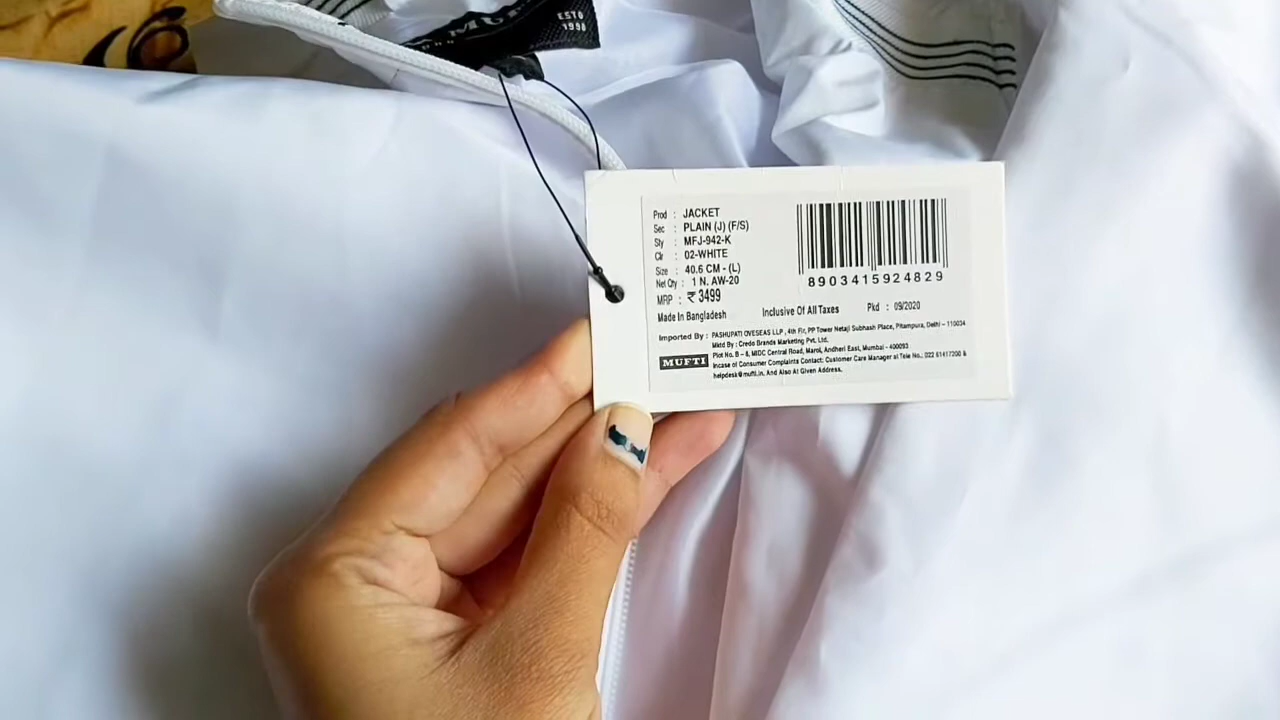 MUFTI
ESTD
1998
Prod : JACKET
Sec : PLAIN (J) (F/S)
Sty : MFJ-942-K
Clr : 02-WHITE
Size : 40.6 CM - (L)
Net Qty : 1 N. AW-20
MRP : ₹ 3499
8903415924829
Made In Bangladesh Inclusive Of All Taxes Pkd : 09/2020
Imported By : PASHUPATI OVESEAS LLP , 4th Flr, PP Tower Netaji Subhash Place, Pitampura, Delhi – 110034
Mktd By : Credo Brands Marketing Pvt. Ltd.
Plot No. B – 8, MIDC Central Road, Marol, Andheri East, Mumbai - 400093
MUFTI
Incase of Consumer Complaints Contact: Customer Care Manager at Tele No., 022 61417200 &
helpdesk@mufti.in. And Also At Given Address.